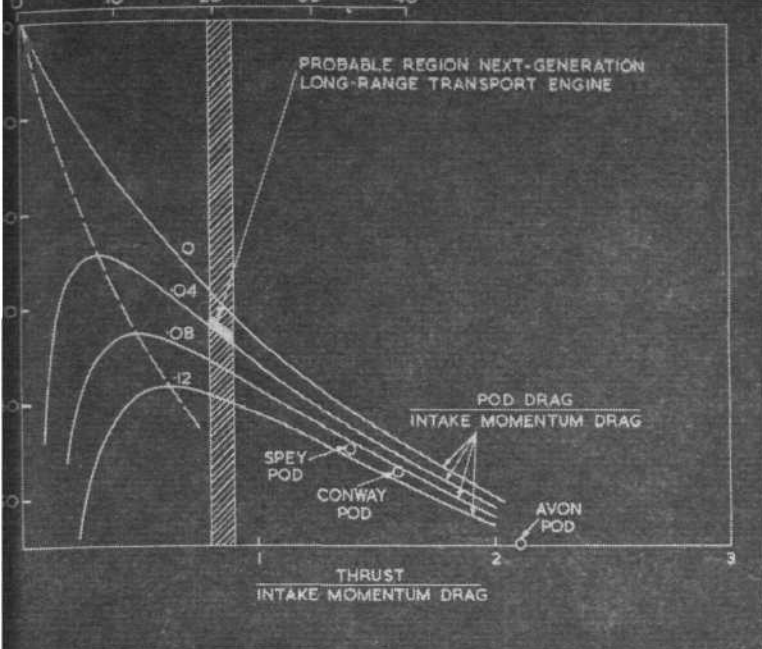 0
PROBABLE REGION NEXT-GENERATION
LONG-RANGE TRANSPORT ENGINE
0
·04
·08
·12
POD DRAG
INTAKE MOMENTUM DRAG
SPEY
POD
CONWAY
POD
AVON
POD
1
2
3
THRUST
INTAKE MOMENTUM DRAG